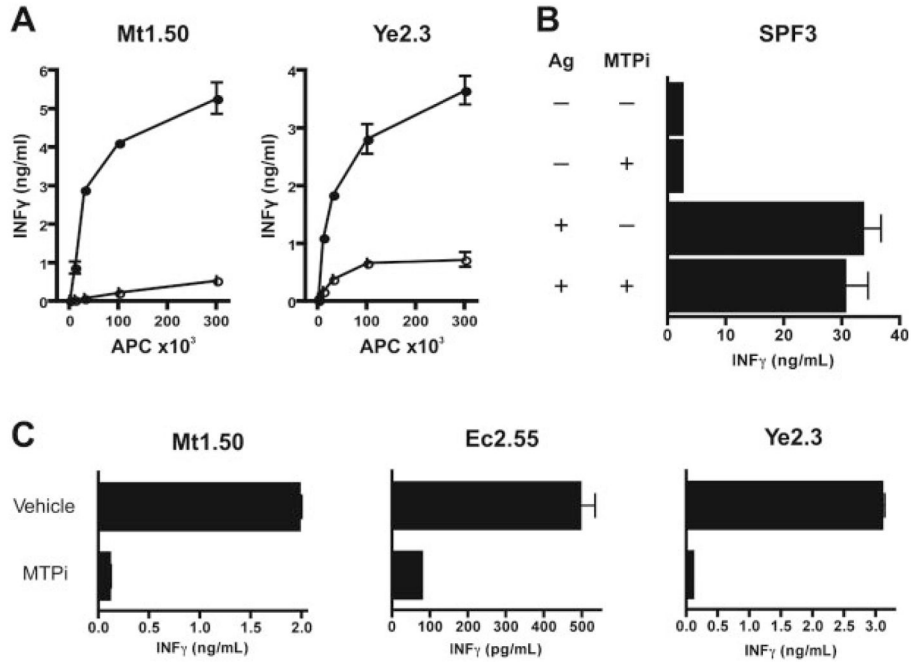 A
Mt1.50
Ye2.3
INFγ (ng/ml)
6
5
4
3
2
1
0
0 100 200 300
APC x10³
INFγ (ng/ml)
4
3
2
1
0
0 100 200 300
APC x10³
B
SPF3
Ag MTPi
– –
– +
+ –
+ +
0 10 20 30 40
INFγ (ng/mL)
C
Mt1.50
Ec2.55
Ye2.3
Vehicle
MTPi
0.0 0.5 1.0 1.5 2.0
INFγ (ng/mL)
0 100 200 300 400 500
INFγ (pg/mL)
0.0 0.5 1.0 1.5 2.0 2.5 3.0
INFγ (ng/mL)